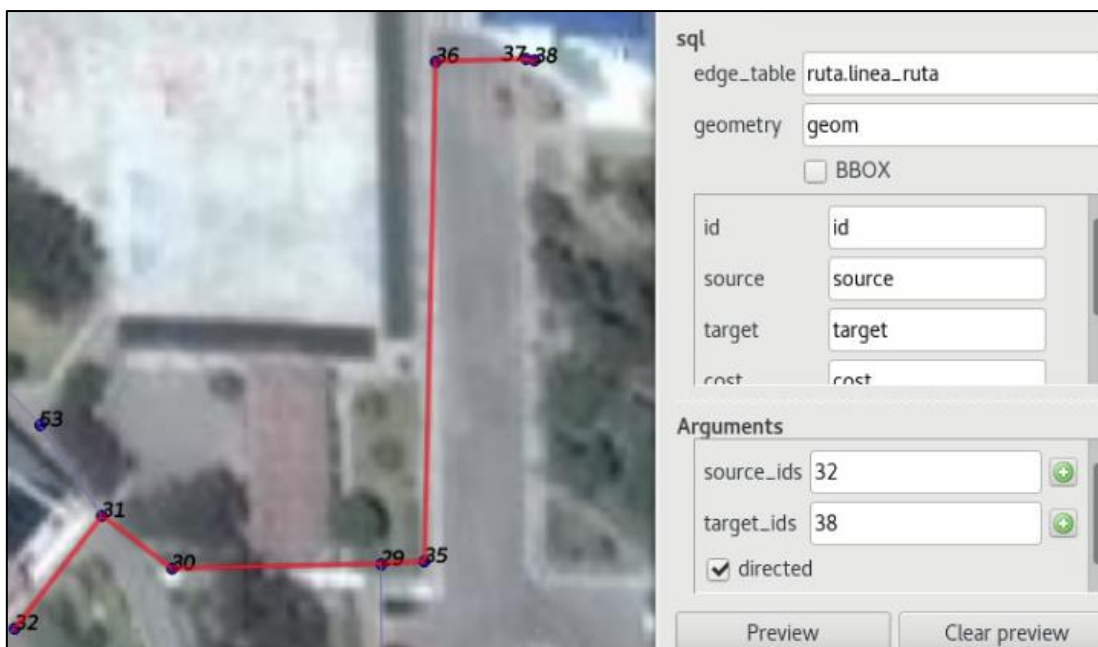 36 37 38
53
31
30 29 35
32
sql
edge_table ruta.linea_ruta
geometry geom
BBOX
id id
source source
target target
cost cost
Arguments
source_ids 32
target_ids 38
directed
Preview Clear preview